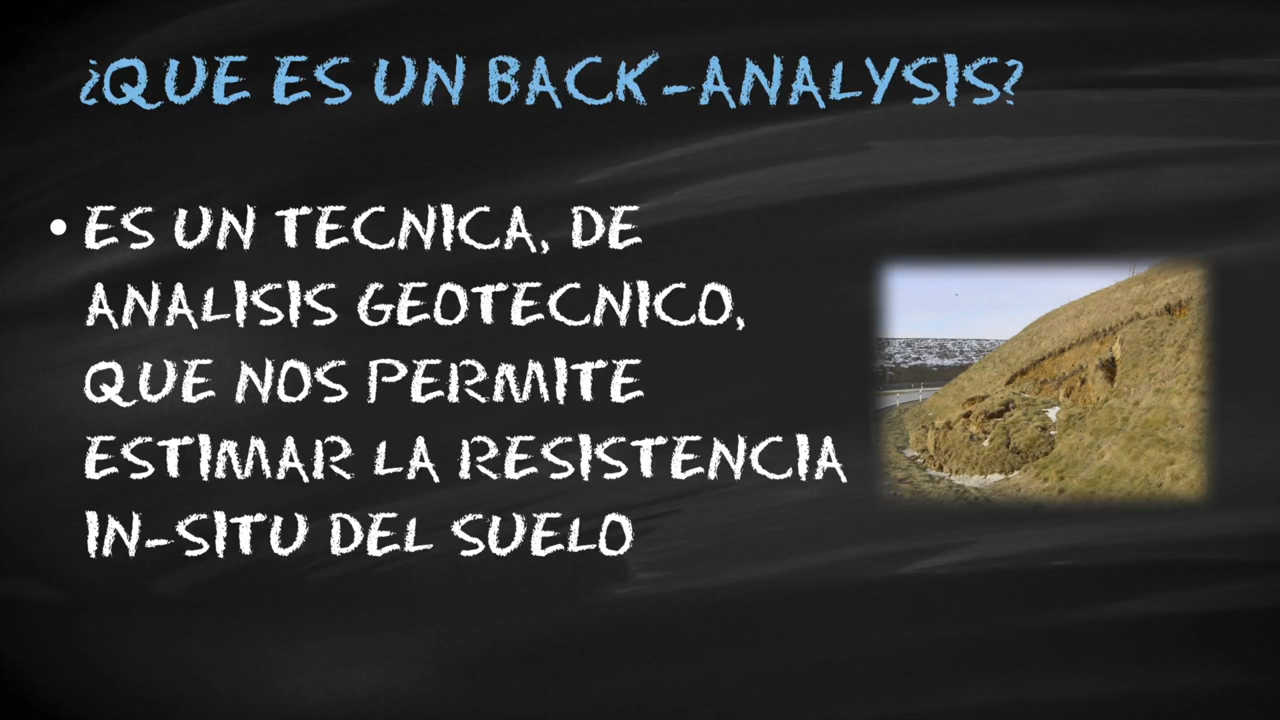 ¿QUE ES UN BACK-ANALYSIS?
• ES UN TECNICA, DE
ANALISIS GEOTECNICO,
QUE NOS PERMITE
ESTIMAR LA RESISTENCIA
IN-SITU DEL SUELO